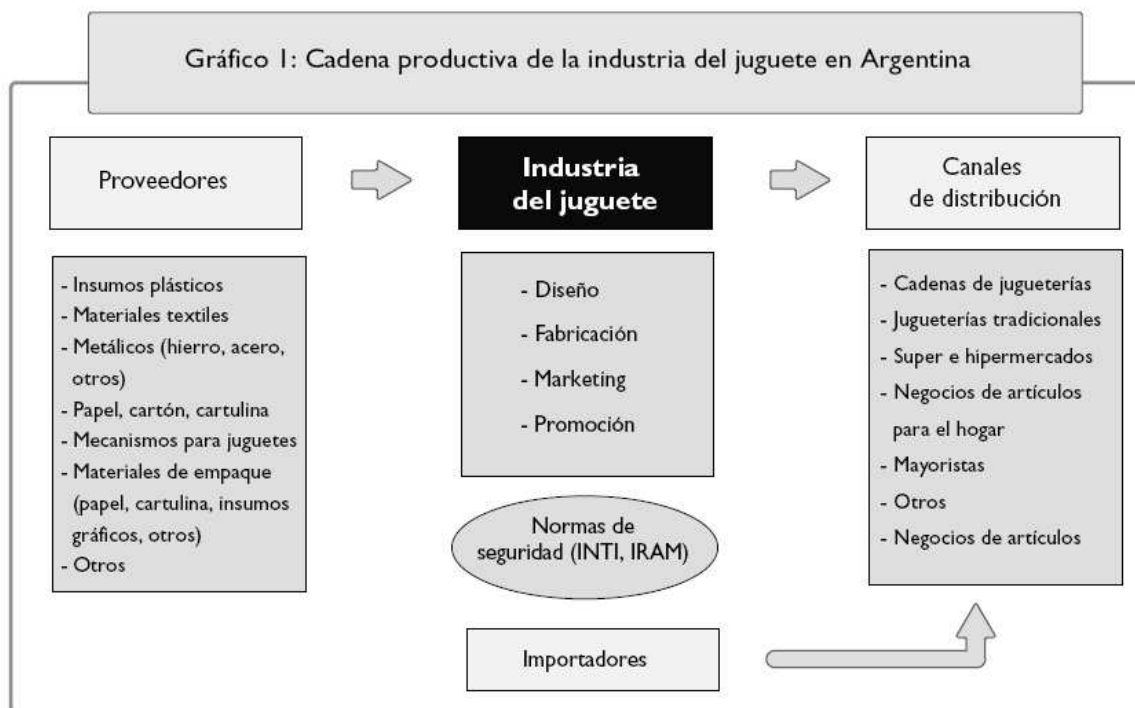 Gráfico 1: Cadena productiva de la industria del juguete en Argentina
Proveedores
- Insumos plásticos
- Materiales textiles
- Metálicos (hierro, acero,
otros)
- Papel, cartón, cartulina
- Mecanismos para juguetes
- Materiales de empaque
(papel, cartulina, insumos
gráficos, otros)
- Otros
Industria
del juguete
- Diseño
- Fabricación
- Marketing
- Promoción
Normas de
seguridad (INTI, IRAM)
Importadores
Canales
de distribución
- Cadenas de jugueterías
- Jugueterías tradicionales
- Super e hipermercados
- Negocios de artículos
para el hogar
- Mayoristas
- Otros
- Negocios de artículos